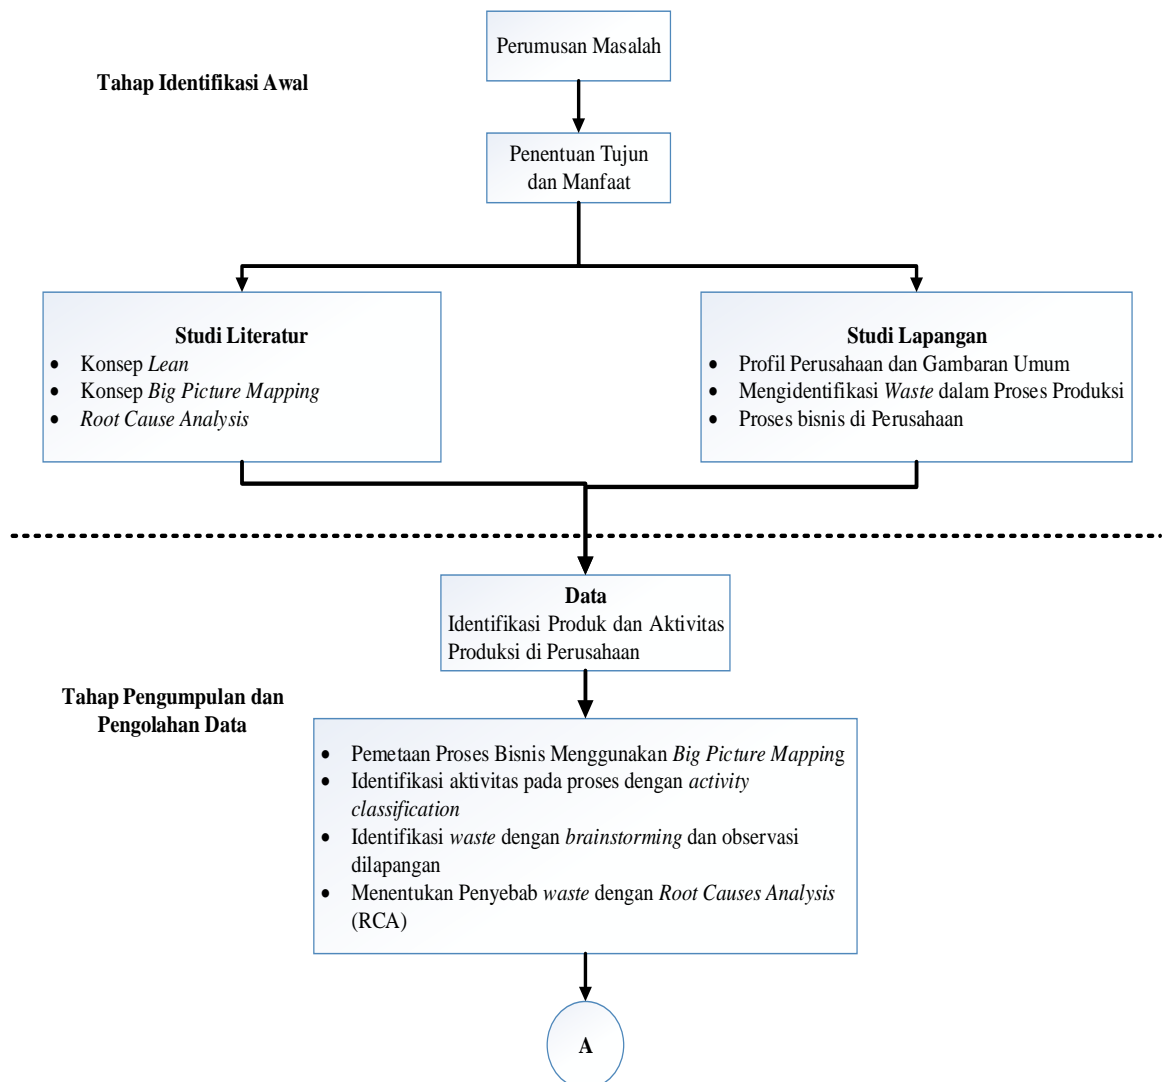 Perumusan Masalah
Tahap Identifikasi Awal
Penentuan Tujun
dan Manfaat
Studi Literatur
• Konsep Lean
• Konsep Big Picture Mapping
• Root Cause Analysis
Studi Lapangan
• Profil Perusahaan dan Gambaran Umum
• Mengidentifikasi Waste dalam Proses Produksi
• Proses bisnis di Perusahaan
Data
Identifikasi Produk dan Aktivitas
Produksi di Perusahaan
Tahap Pengumpulan dan
Pengolahan Data
• Pemetaan Proses Bisnis Menggunakan Big Picture Mapping
• Identifikasi aktivitas pada proses dengan activity
classification
• Identifikasi waste dengan brainstorming dan observasi
dilapangan
• Menentukan Penyebab waste dengan Root Causes Analysis
(RCA)
A